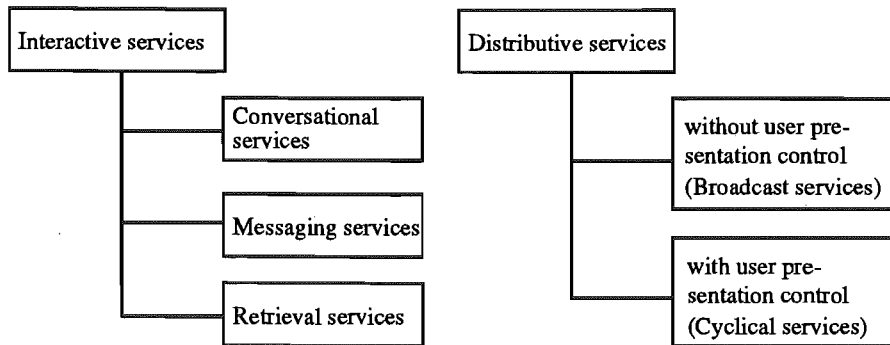 Interactive services
Conversational
services
Messaging services
Retrieval services
Distributive services
without user pre-
sentation control
(Broadcast services)
with user pre-
sentation control
(Cyclical services)